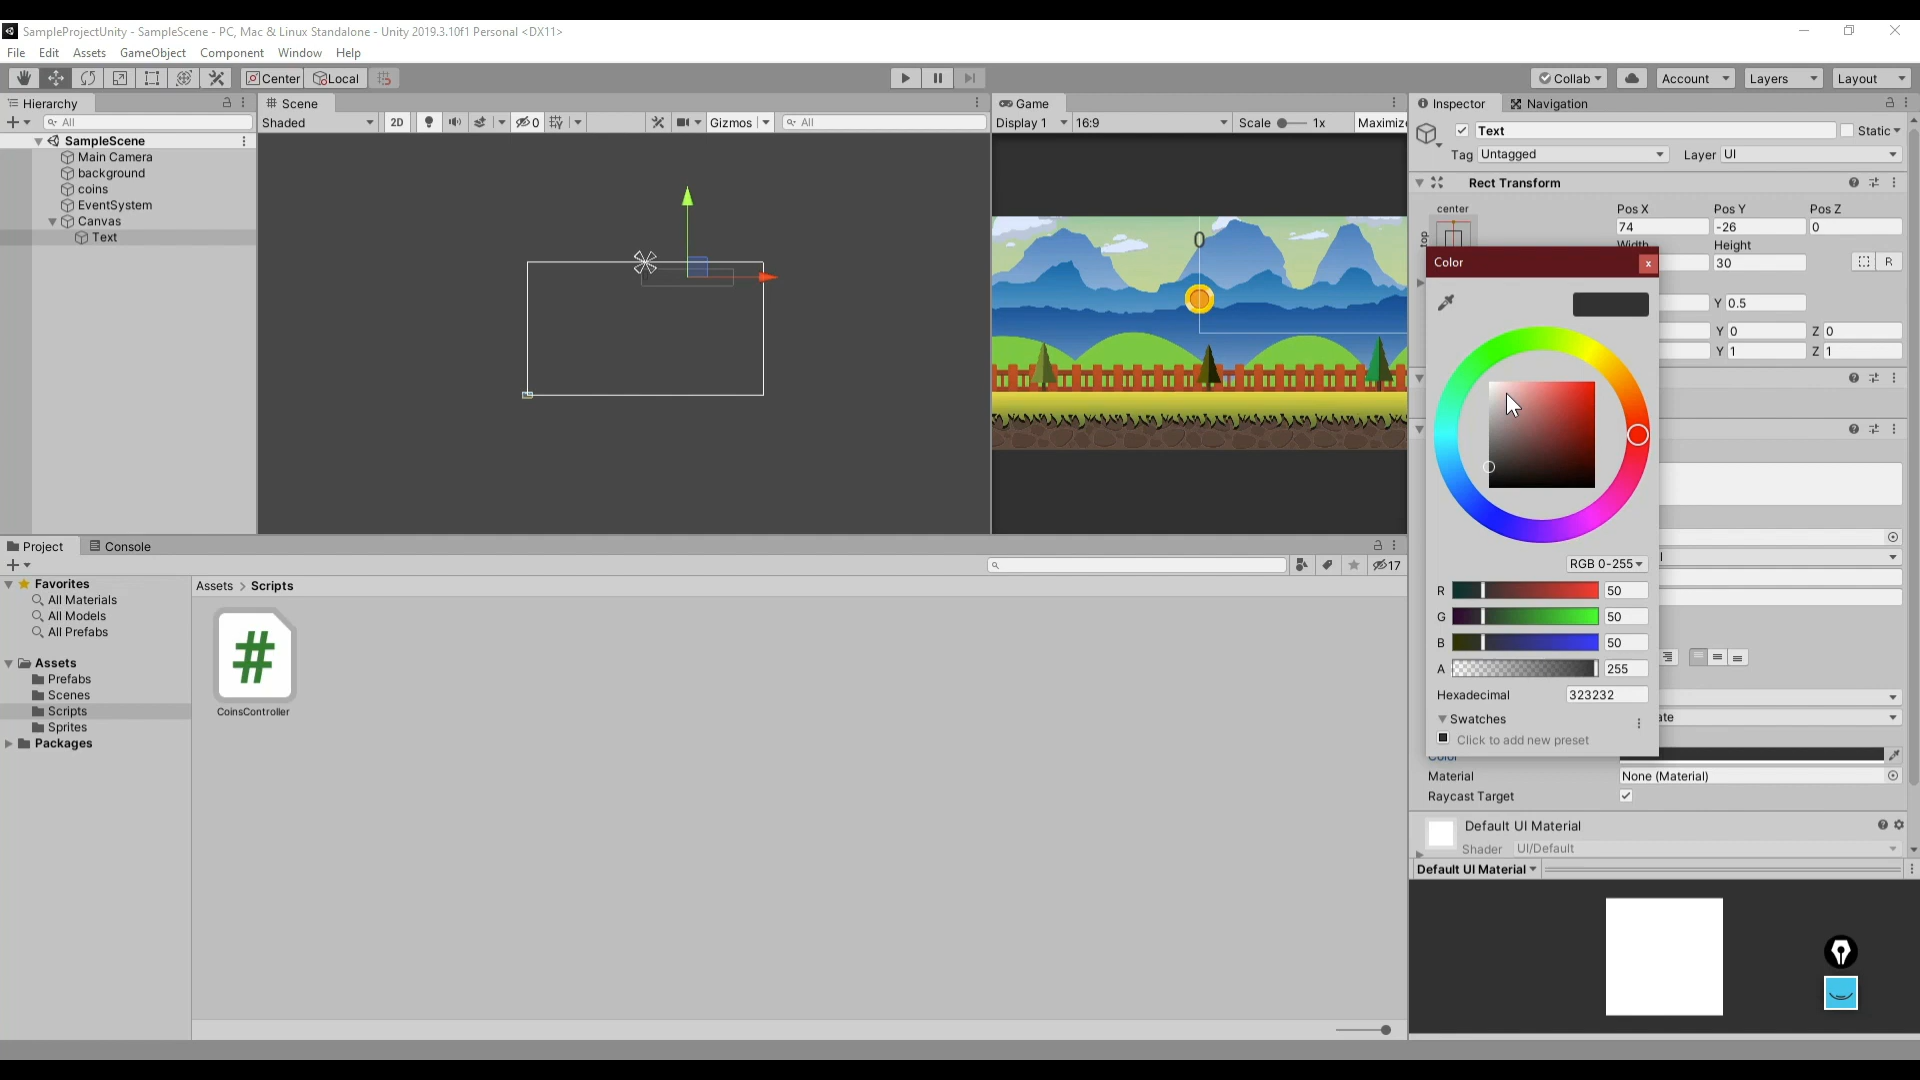 SampleProjectUnity - SampleScene - PC, Mac & Linux Standalone - Unity 2019.3.10f1 Personal <DX11>
File Edit Assets GameObject Component Window Help
Center Local Collab Account Layers Layout
Hierarchy
All
SampleScene
Main Camera
background
coins
EventSystem
Canvas
Text
Scene
Shaded 2D 0 Gizmos All
Game
Display 1 16:9 Scale 1x Maximize
0
Inspector Navigation
Text Static
Tag Untagged Layer UI
Rect Transform
center Pos X Pos Y Pos Z
top 74 -26 0
Width Height
30 R
Y 0.5
Y 0 Z 0
Y 1 Z 1
Color x
RGB 0-255
R 50
G 50
B 50
A 255
Hexadecimal 323232
Swatches
Click to add new preset
Color
Material None (Material)
Raycast Target
Default UI Material
Shader UI/Default
Default UI Material
Project Console
17
Favorites
All Materials
All Models
All Prefabs
Assets
Prefabs
Scenes
Scripts
Sprites
Packages
Assets > Scripts
#
CoinsController